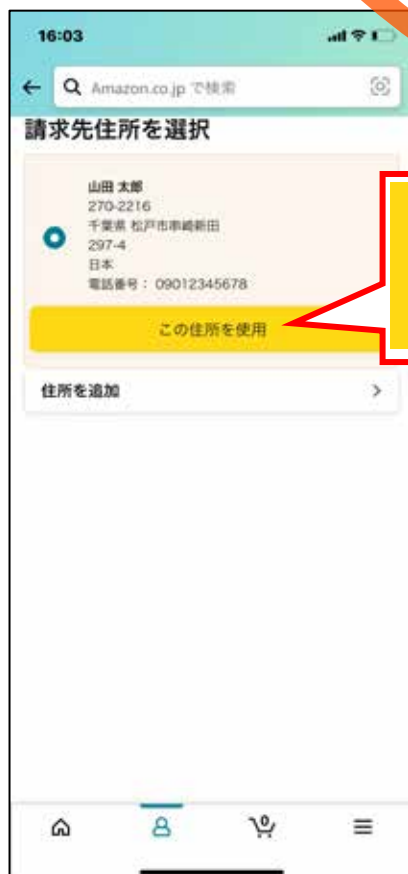 16:03
Amazon.co.jp で検索
請求先住所を選択
山田 太郎
270-2216
千葉県 松戸市串崎新田
297-4
日本
電話番号： 09012345678
この住所を使用
住所を追加
0